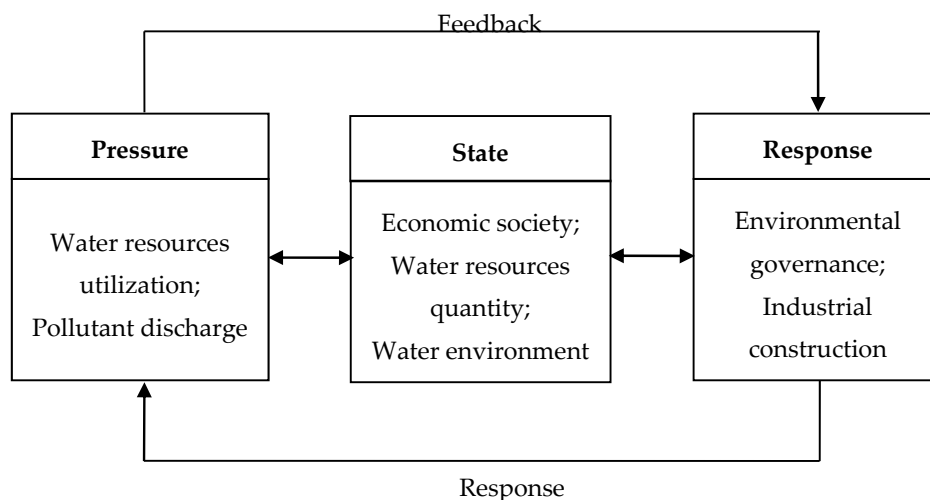 Feedback
Pressure
Water resources
utilization;
Pollutant discharge
State
Economic society;
Water resources
quantity;
Water environment
Response
Environmental
governance;
Industrial
construction
Response